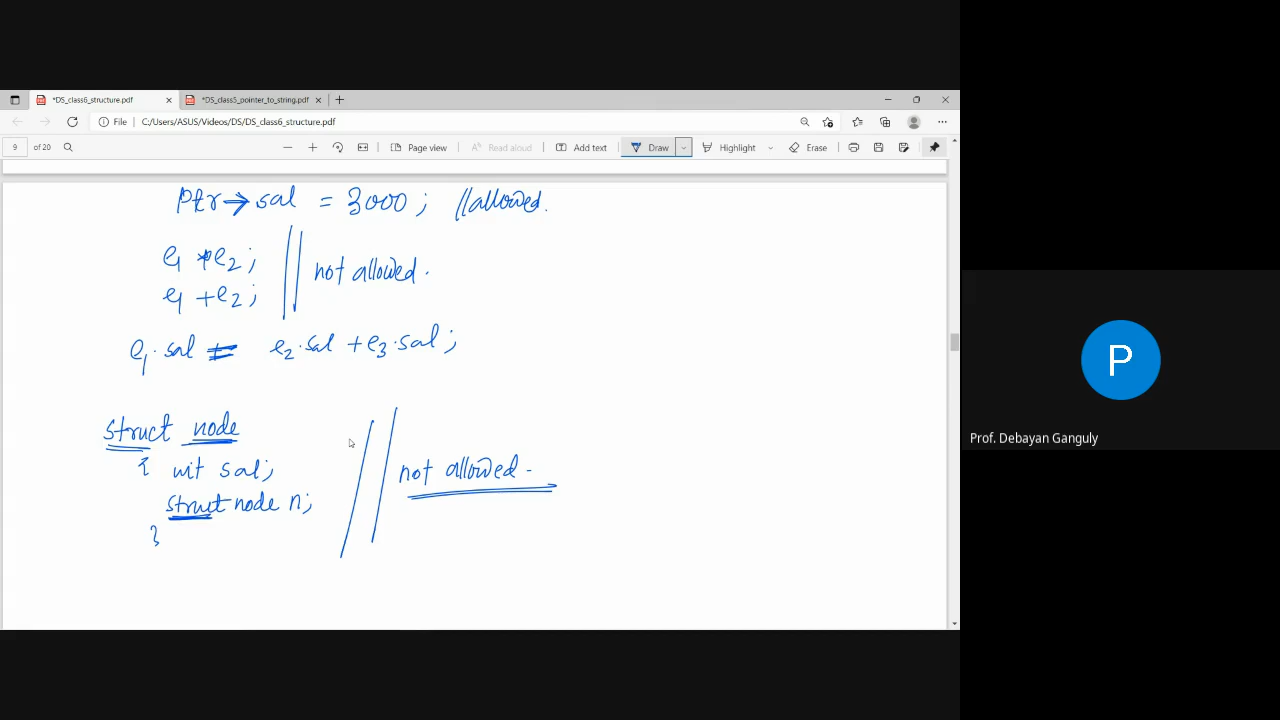 *DS_class6_structure.pdf
*DS_class5_pointer_to_string.pdf
File C:/Users/ASUS/Videos/DS/DS_class6_structure.pdf
9 of 20 Page view Read aloud Add text Draw Highlight Erase
Ptr→sal = 3000; //allowed.
e1 * e2;
e1 + e2;
not allowed.
e1.sal = e2.sal + e3.sal;
struct node
{ int sal;
struct node n;
}
not allowed.
P
Prof. Debayan Ganguly